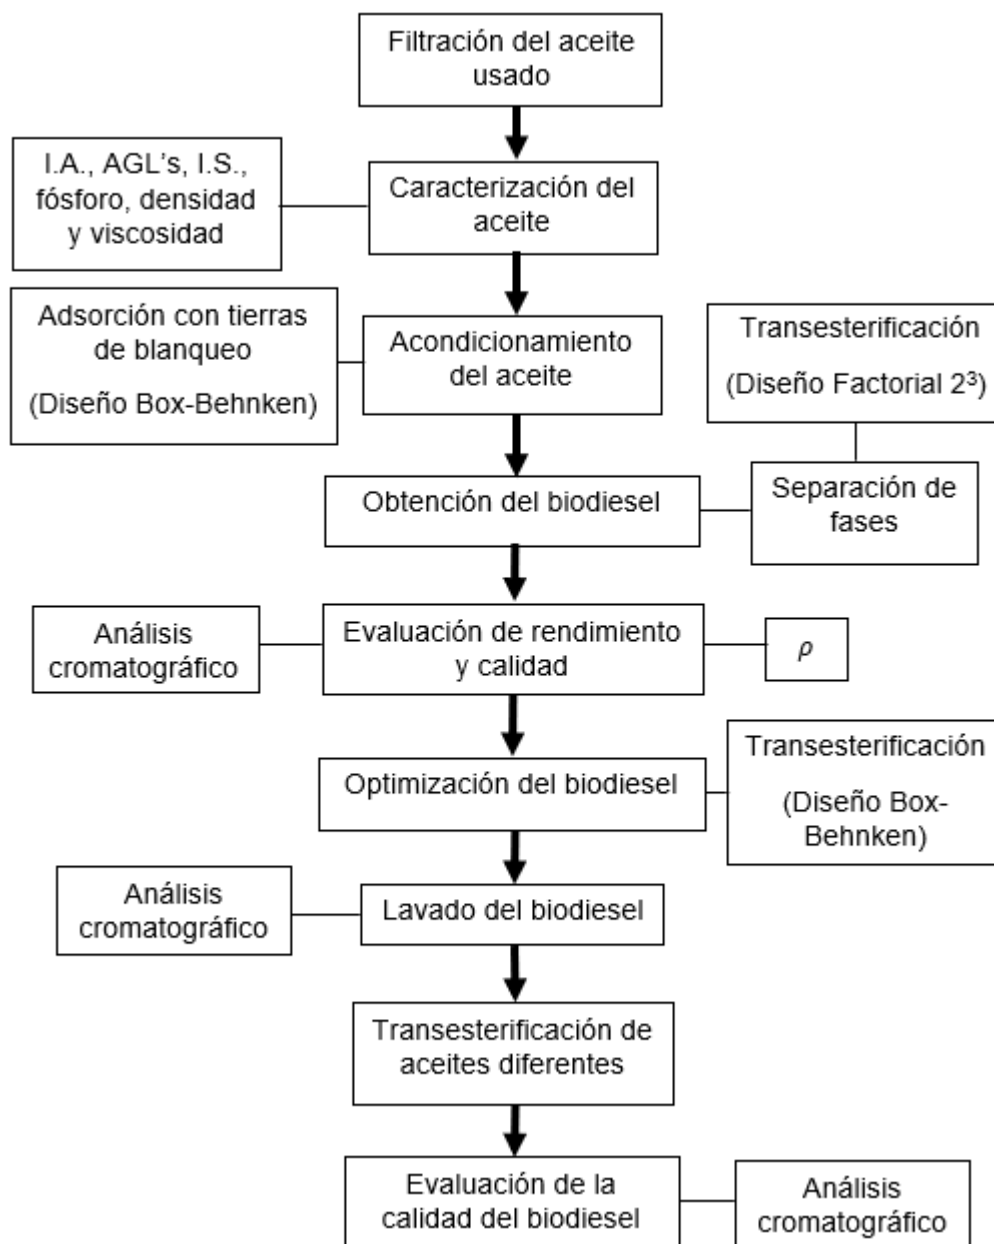 Filtración del aceite
usado
I.A., AGL's, I.S.,
fósforo, densidad
y viscosidad
Caracterización del
aceite
Adsorción con tierras
de blanqueo
(Diseño Box-Behnken)
Acondicionamiento
del aceite
Transesterificación
(Diseño Factorial 2³)
Obtención del biodiesel
Separación de
fases
Análisis
cromatográfico
Evaluación de rendimiento
y calidad
ρ
Optimización del biodiesel
Transesterificación
(Diseño Box-
Behnken)
Análisis
cromatográfico
Lavado del biodiesel
Transesterificación de
aceites diferentes
Evaluación de la
calidad del biodiesel
Análisis
cromatográfico